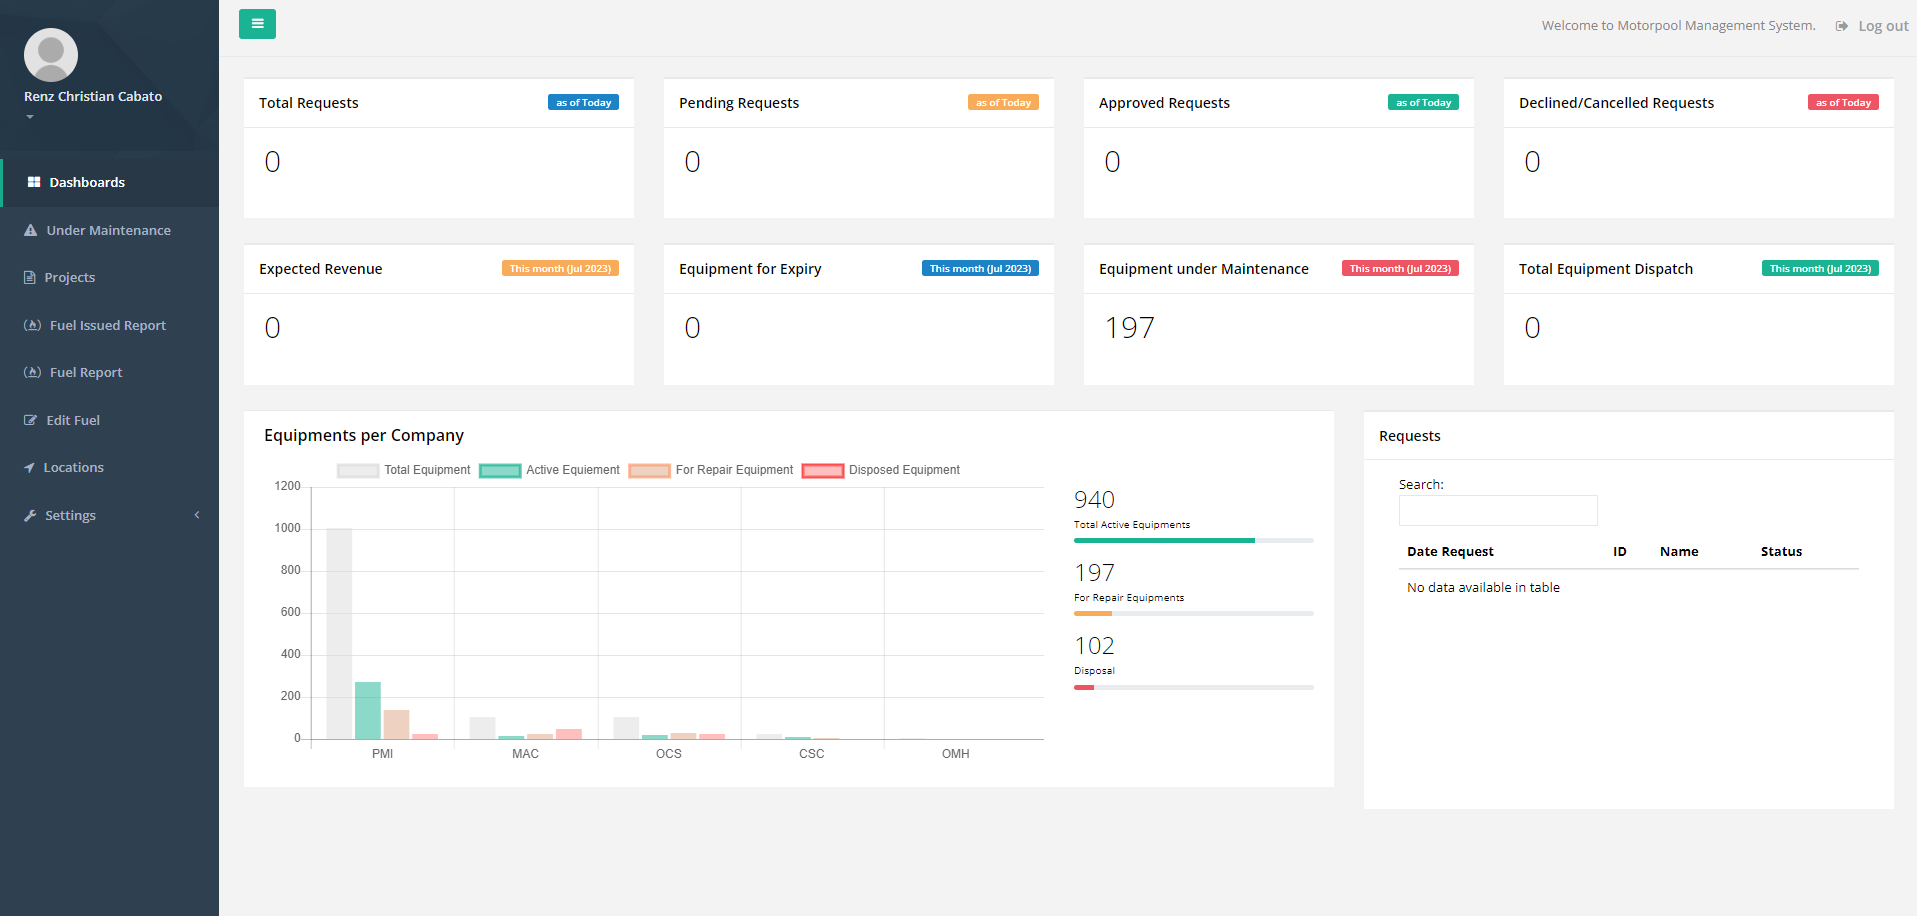 Renz Christian Cabato
Dashboards
Under Maintenance
Projects
Fuel Issued Report
Fuel Report
Edit Fuel
Locations
Settings
Welcome to Motorpool Management System.
Log out
Total Requests
as of Today
0
Pending Requests
as of Today
0
Approved Requests
as of Today
0
Declined/Cancelled Requests
as of Today
0
Expected Revenue
This month (Jul 2023)
0
Equipment for Expiry
This month (Jul 2023)
0
Equipment under Maintenance
This month (Jul 2023)
197
Total Equipment Dispatch
This month (Jul 2023)
0
Equipments per Company
Total Equipment
Active Equiement
For Repair Equipment
Disposed Equipment
1200
1000
800
600
400
200
0
PMI
MAC
OCS
CSC
OMH
940
Total Active Equipments
197
For Repair Equipments
102
Disposal
Requests
Search:
Date Request ID Name Status
No data available in table